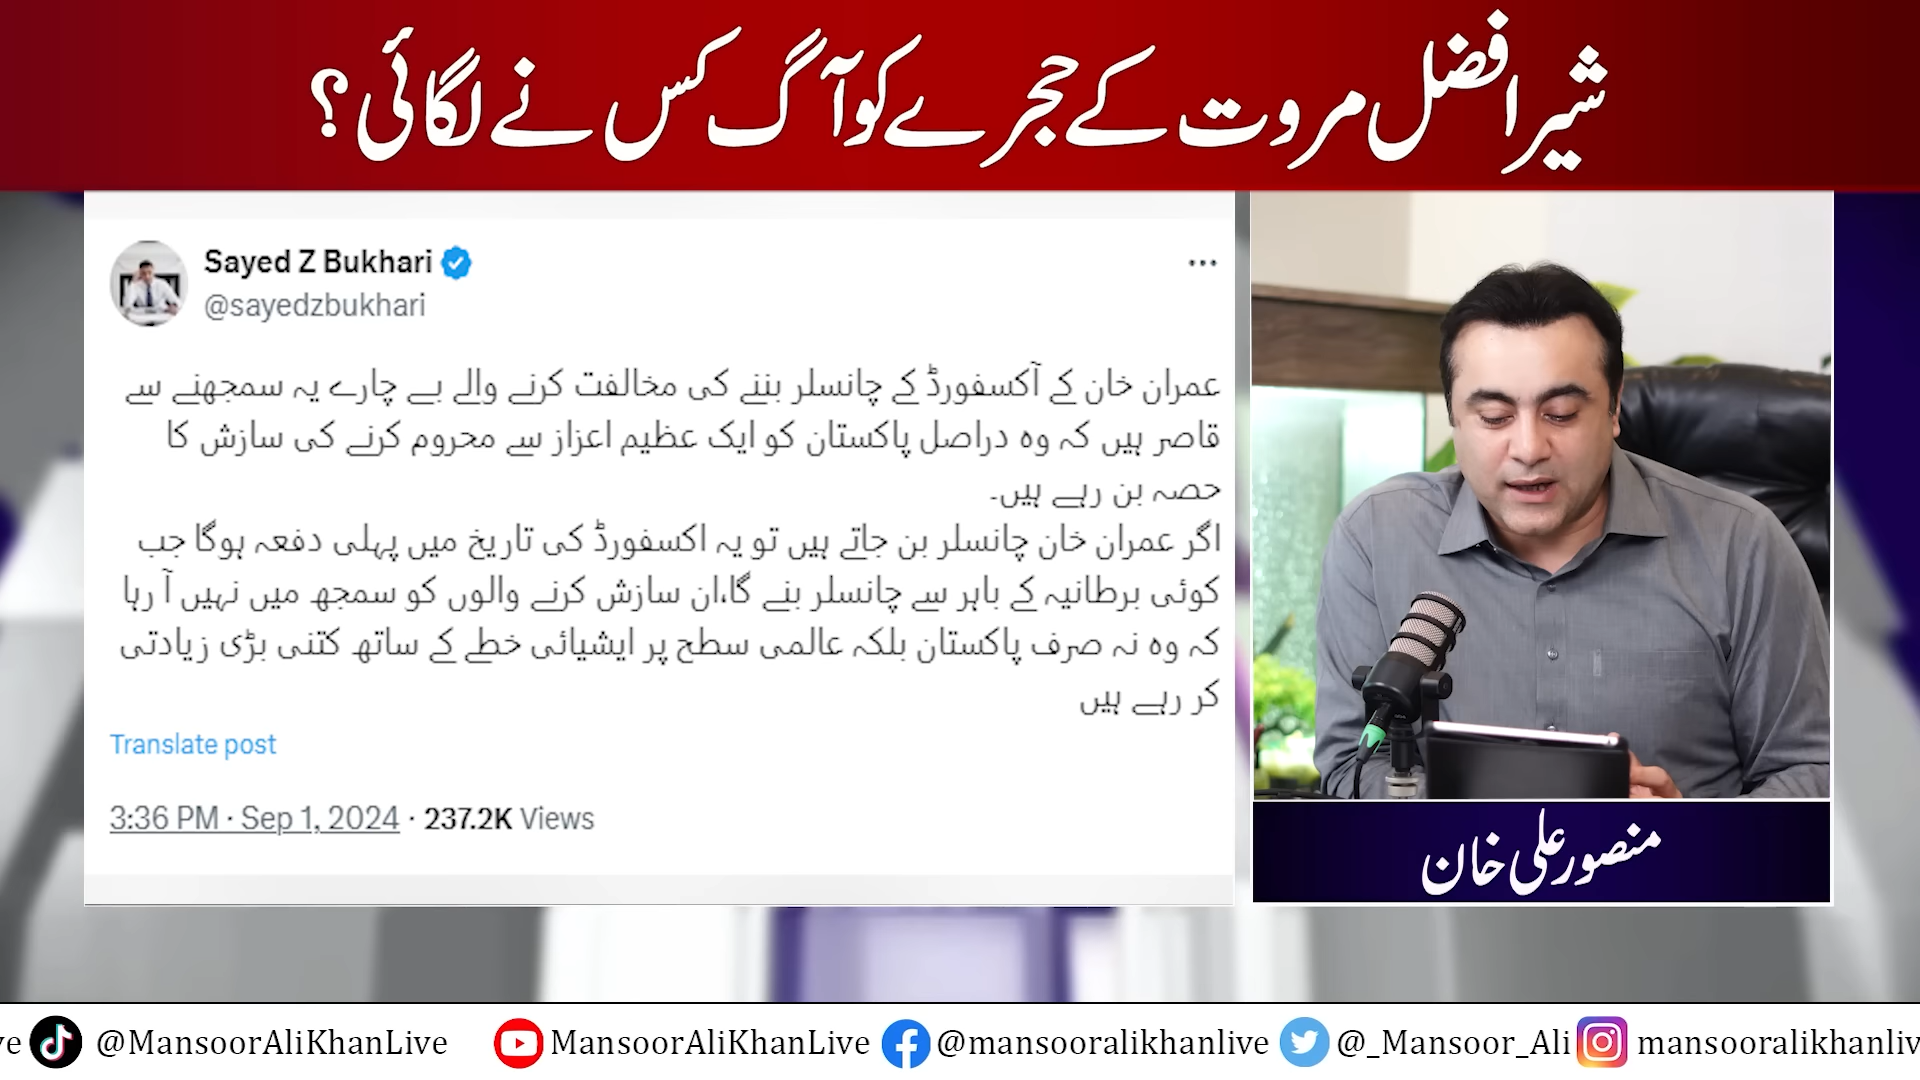 شیر افضل مروت کے حجرے کو آگ کس نے لگائی؟
Sayed Z Bukhari
@sayedzbukhari
عمران خان کے آکسفورڈ کے چانسلر بننے کی مخالفت کرنے والے بے چارے یہ سمجھنے سے
قاصر ہیں کہ وہ دراصل پاکستان کو ایک عظیم اعزاز سے محروم کرنے کی سازش کا
حصہ بن رہے ہیں۔
اگر عمران خان چانسلر بن جاتے ہیں تو یہ اکسفورڈ کی تاریخ میں پہلی دفعہ ہوگا جب
کوئی برطانیہ کے باہر سے چانسلر بنے گا،ان سازش کرنے والوں کو سمجھ میں نہیں آ رہا
کہ وہ نہ صرف پاکستان بلکہ عالمی سطح پر ایشیائی خطے کے ساتھ کتنی بڑی زیادتی
کر رہے ہیں
Translate post
3:36 PM · Sep 1, 2024 · 237.2K Views
منصور علی خان
ve @MansoorAliKhanLive MansoorAliKhanLive @mansooralikhanlive @_Mansoor_Ali mansooralikhanliv